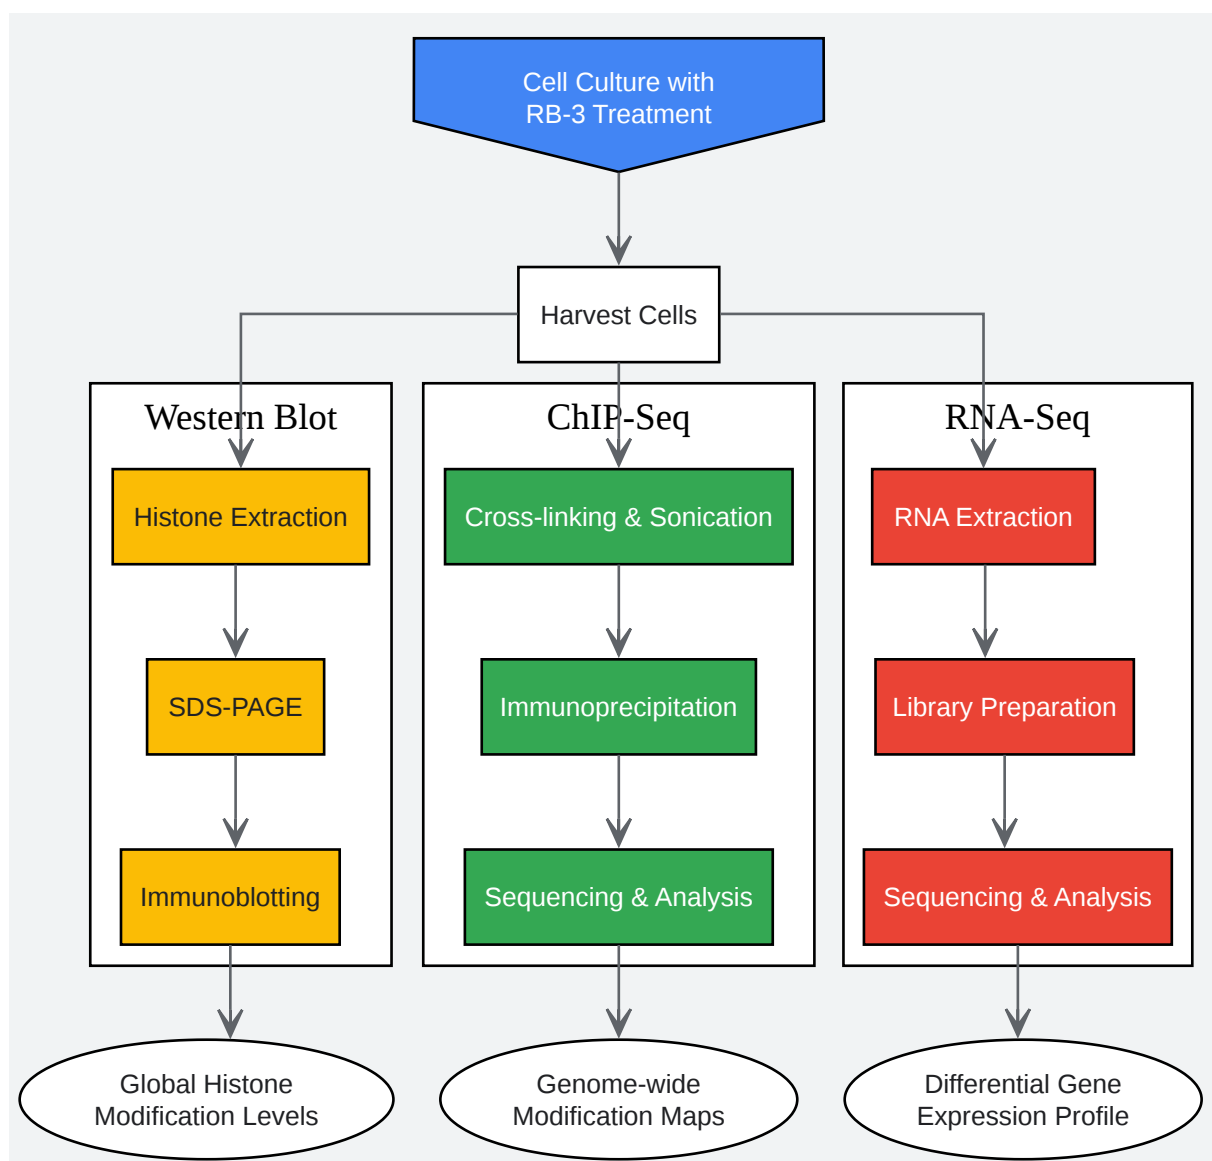 Cell Culture with
RB-3 Treatment
Harvest Cells
Western Blot
ChIP-Seq
RNA-Seq
Histone Extraction
Cross-linking & Sonication
RNA Extraction
SDS-PAGE
Immunoprecipitation
Library Preparation
Immunoblotting
Sequencing & Analysis
Sequencing & Analysis
Global Histone
Modification Levels
Genome-wide
Modification Maps
Differential Gene
Expression Profile